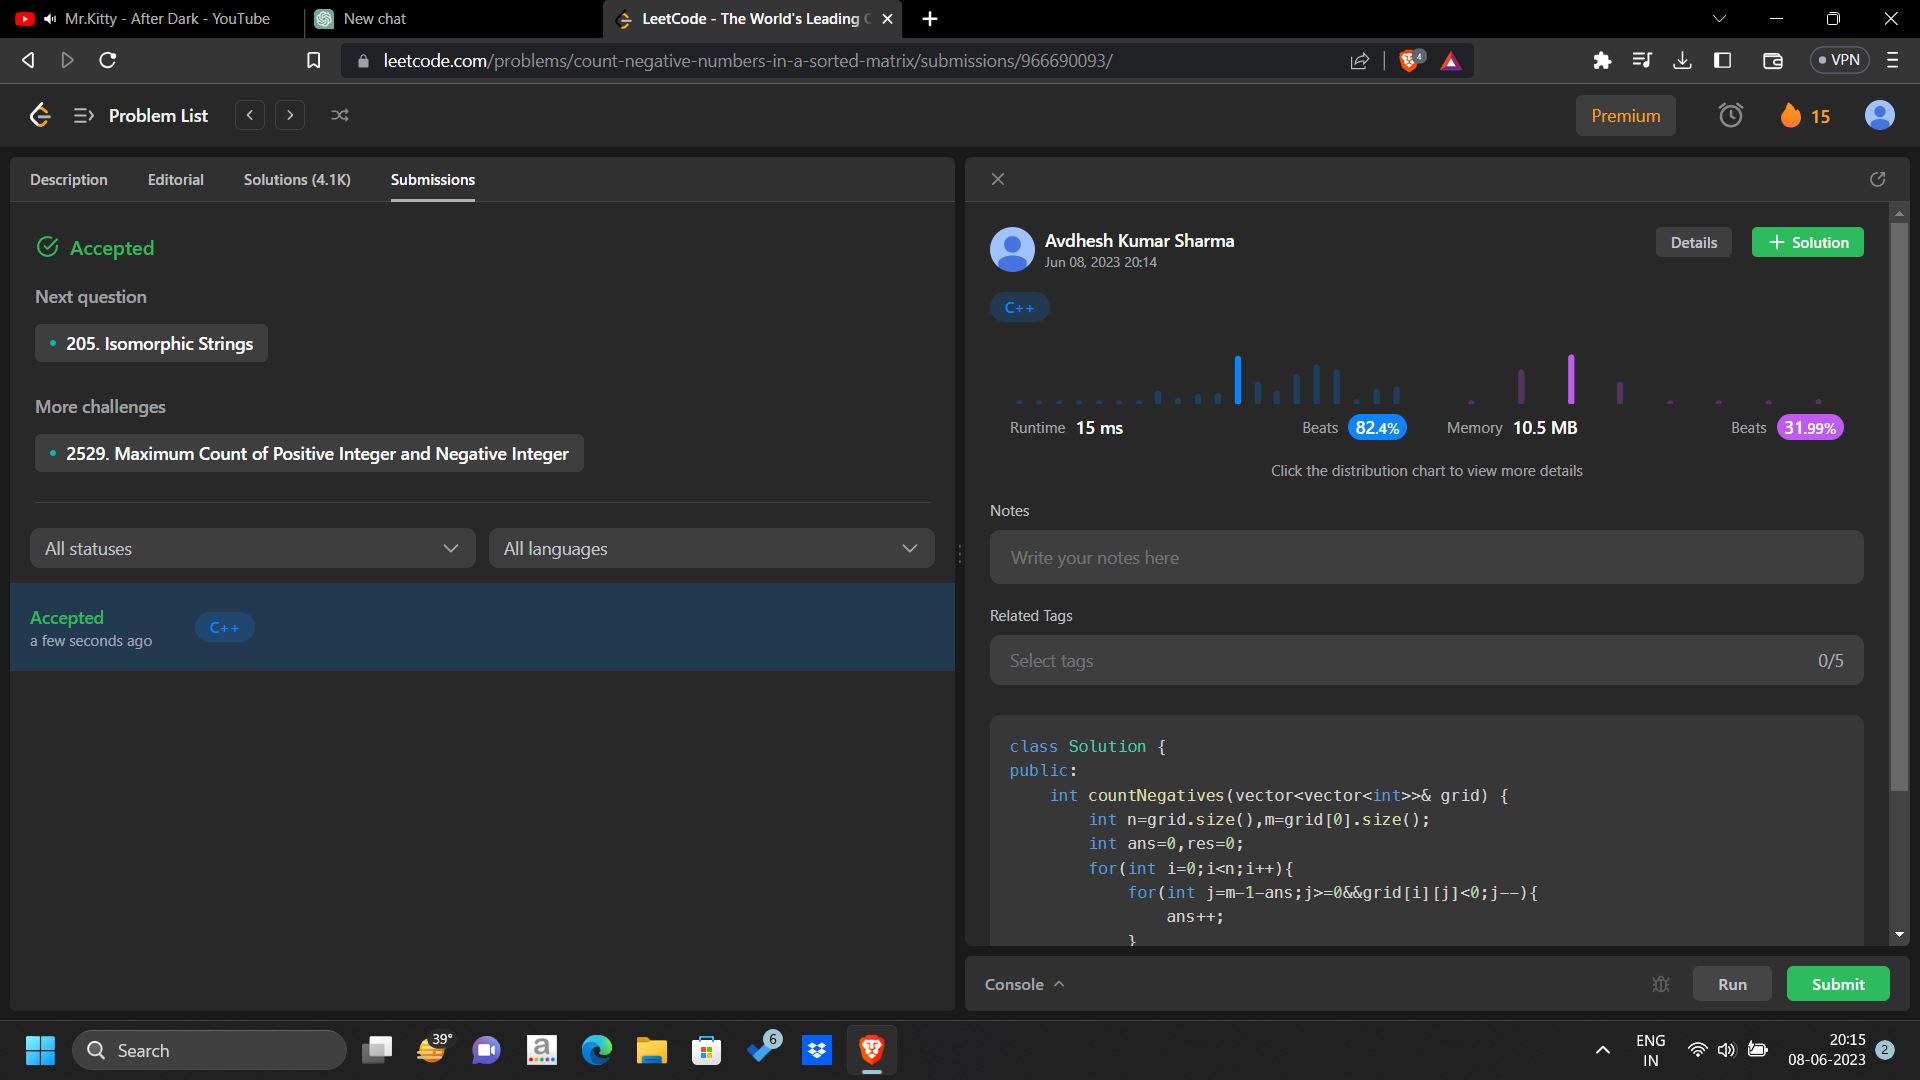 Mr.Kitty - After Dark - YouTube
New chat
LeetCode - The World's Leading
leetcode.com/problems/count-negative-numbers-in-a-sorted-matrix/submissions/966690093/
4
VPN
Problem List
Premium
15
Description
Editorial
Solutions (4.1K)
Submissions
Accepted
Next question
205. Isomorphic Strings
More challenges
2529. Maximum Count of Positive Integer and Negative Integer
All statuses
All languages
Accepted
a few seconds ago
C++
Avdhesh Kumar Sharma
Jun 08, 2023 20:14
Details
+ Solution
C++
Runtime 15 ms
Beats 82.4%
Memory 10.5 MB
Beats 31.99%
Click the distribution chart to view more details
Notes
Write your notes here
Related Tags
Select tags
0/5
class Solution {
public:
    int countNegatives(vector<vector<int>>& grid) {
        int n=grid.size(),m=grid[0].size();
        int ans=0,res=0;
        for(int i=0;i<n;i++){
            for(int j=m-1-ans;j>=0&&grid[i][j]<0;j--){
                ans++;
            }
Console
Run
Submit
Search
39°
a
6
ENG
IN
20:15
08-06-2023
2